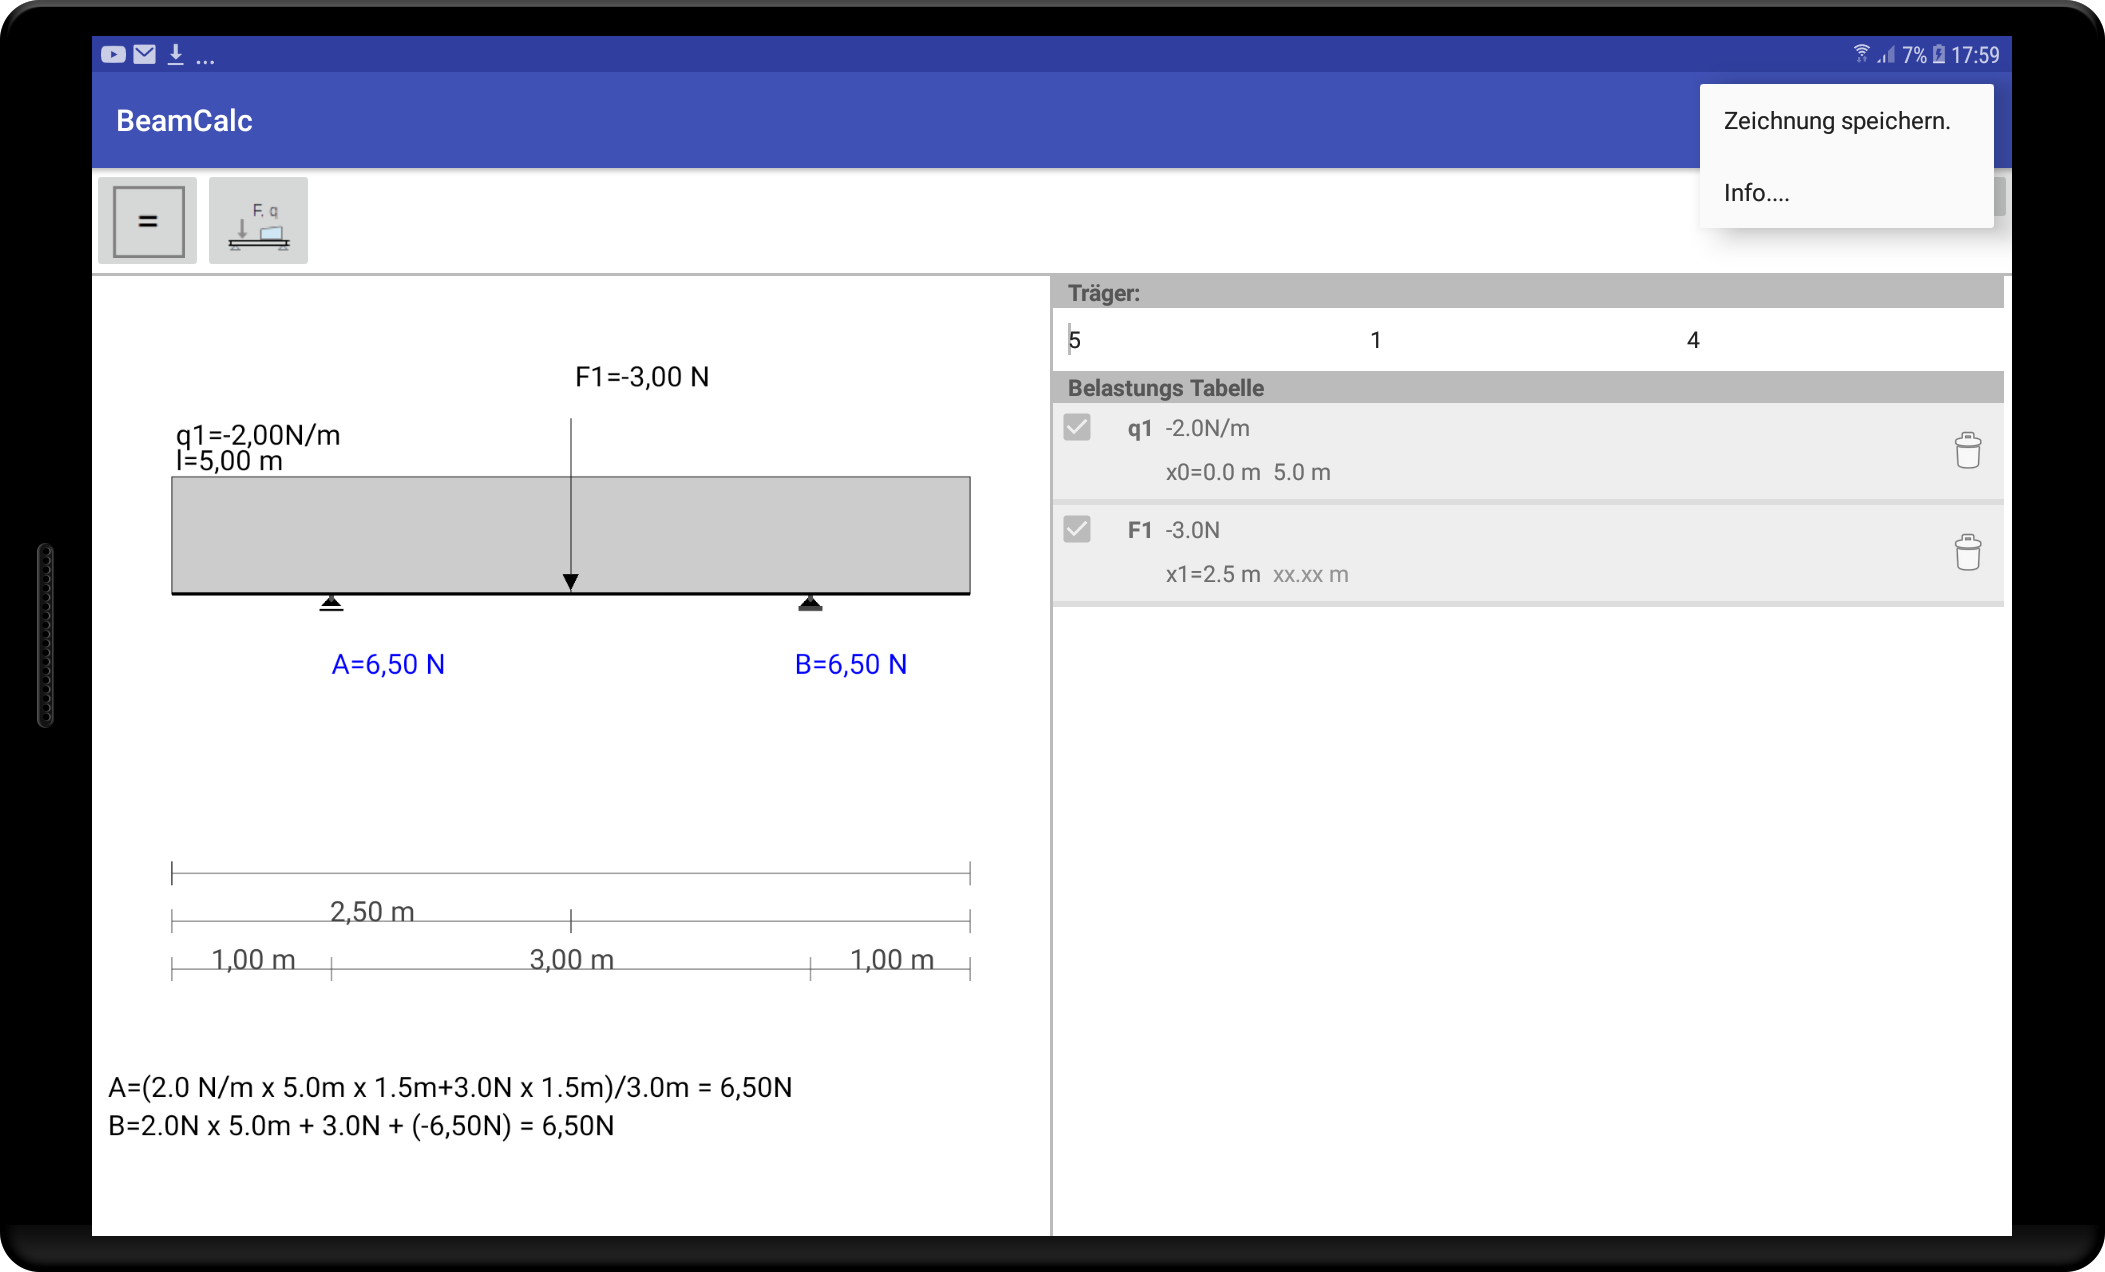 ... 7% 17:59
BeamCalc
Zeichnung speichern.
Info....
=
F, q
Träger:
5 1 4
Belastungs Tabelle
q1 -2.0N/m
x0=0.0 m 5.0 m
F1 -3.0N
x1=2.5 m xx.xx m
F1=-3,00 N
q1=-2,00N/m
l=5,00 m
A=6,50 N B=6,50 N
2,50 m
1,00 m 3,00 m 1,00 m
A=(2.0 N/m x 5.0m x 1.5m+3.0N x 1.5m)/3.0m = 6,50N
B=2.0N x 5.0m + 3.0N + (-6,50N) = 6,50N